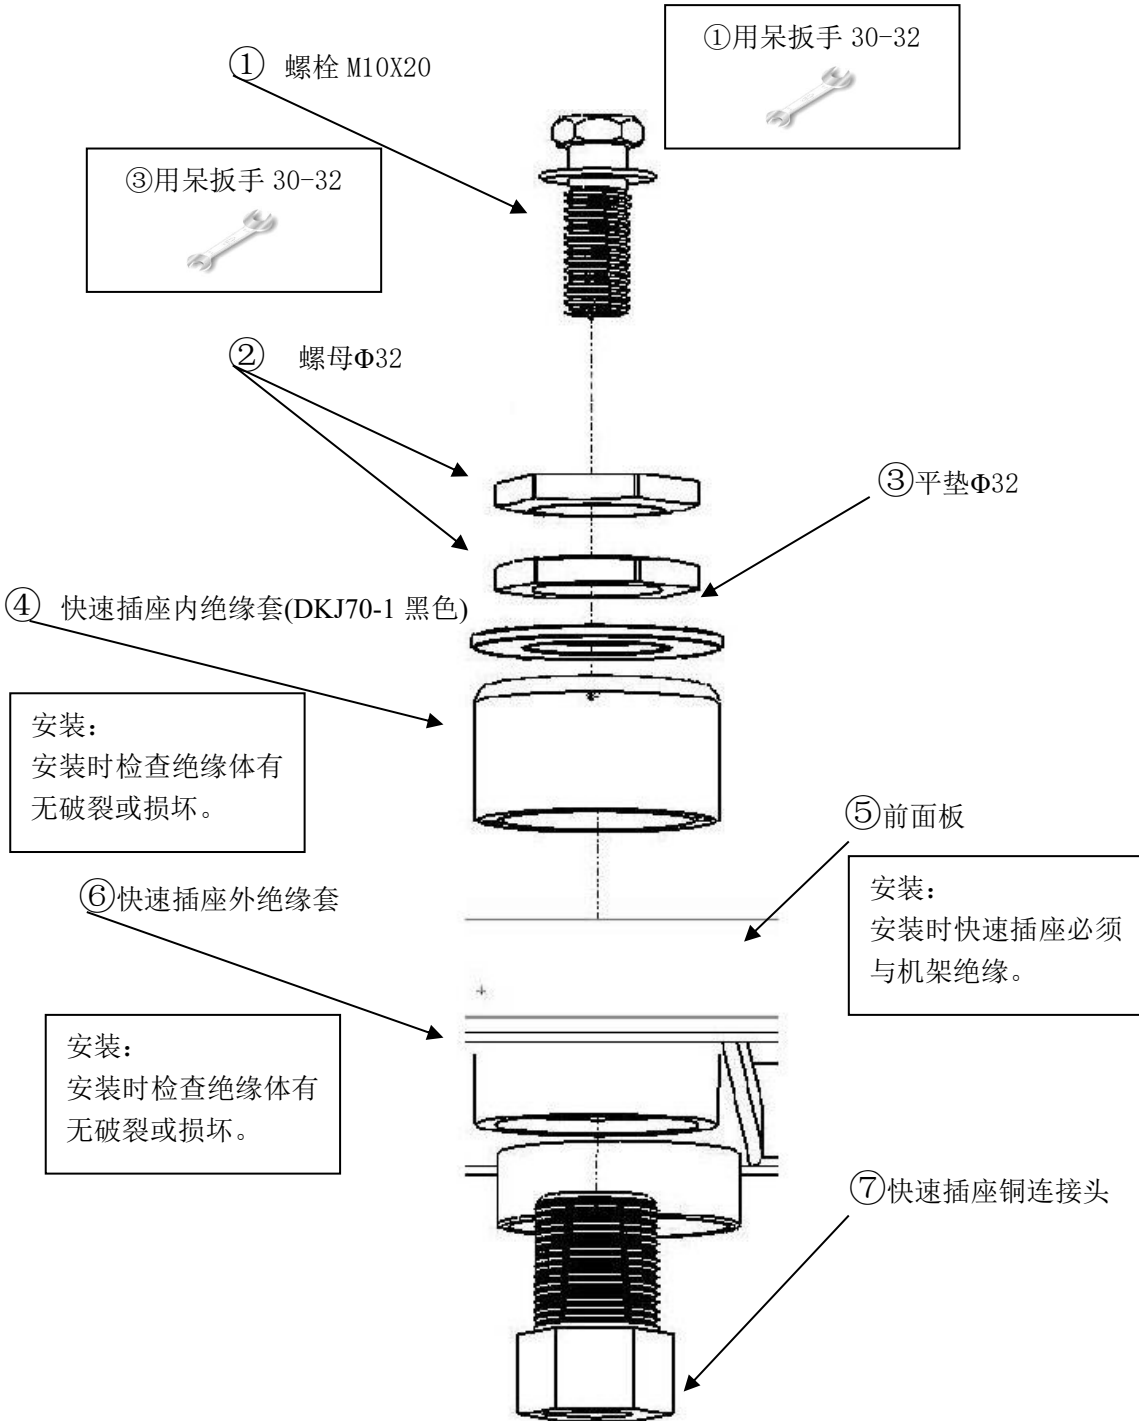 ①用呆扳手 30-32
① 螺栓 M10X20
③用呆扳手 30-32
② 螺母Φ32
③平垫Φ32
④ 快速插座内绝缘套(DKJ70-1 黑色)
安装：
安装时检查绝缘体有
无破裂或损坏。
⑤前面板
安装：
安装时快速插座必须
与机架绝缘。
⑥快速插座外绝缘套
安装：
安装时检查绝缘体有
无破裂或损坏。
⑦快速插座铜连接头